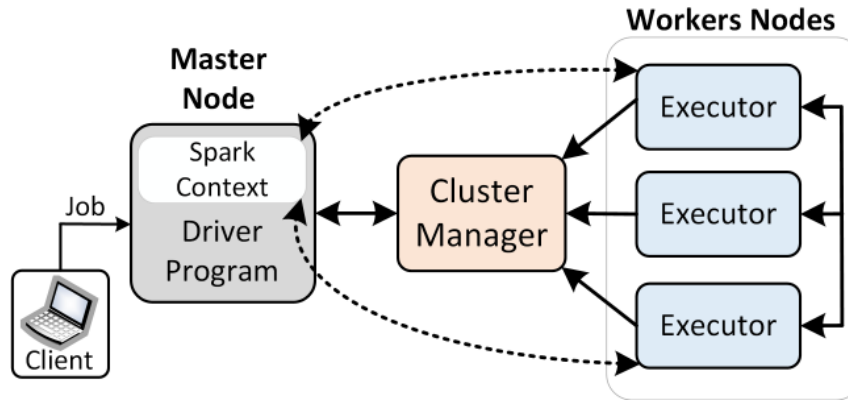 Workers Nodes
Master
Node
Spark
Context
Driver
Program
Job
Client
Cluster
Manager
Executor
Executor
Executor